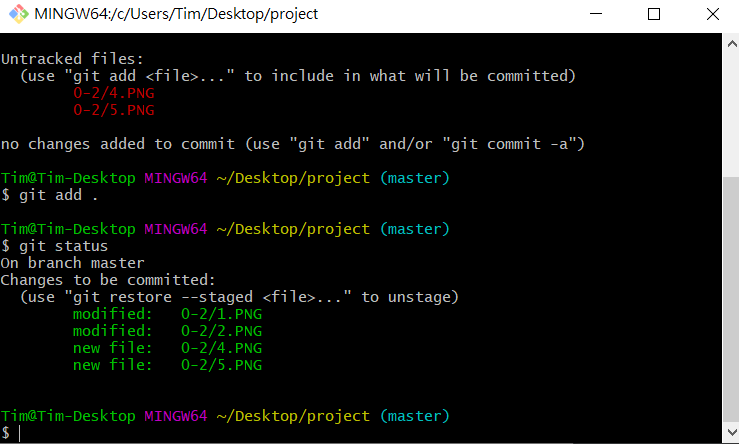 MINGW64:/c/Users/Tim/Desktop/project
Untracked files:
  (use "git add <file>..." to include in what will be committed)
        0-2/4.PNG
        0-2/5.PNG
no changes added to commit (use "git add" and/or "git commit -a")
Tim@Tim-Desktop MINGW64 ~/Desktop/project (master)
$ git add .
Tim@Tim-Desktop MINGW64 ~/Desktop/project (master)
$ git status
On branch master
Changes to be committed:
  (use "git restore --staged <file>..." to unstage)
        modified:   0-2/1.PNG
        modified:   0-2/2.PNG
        new file:   0-2/4.PNG
        new file:   0-2/5.PNG
Tim@Tim-Desktop MINGW64 ~/Desktop/project (master)
$